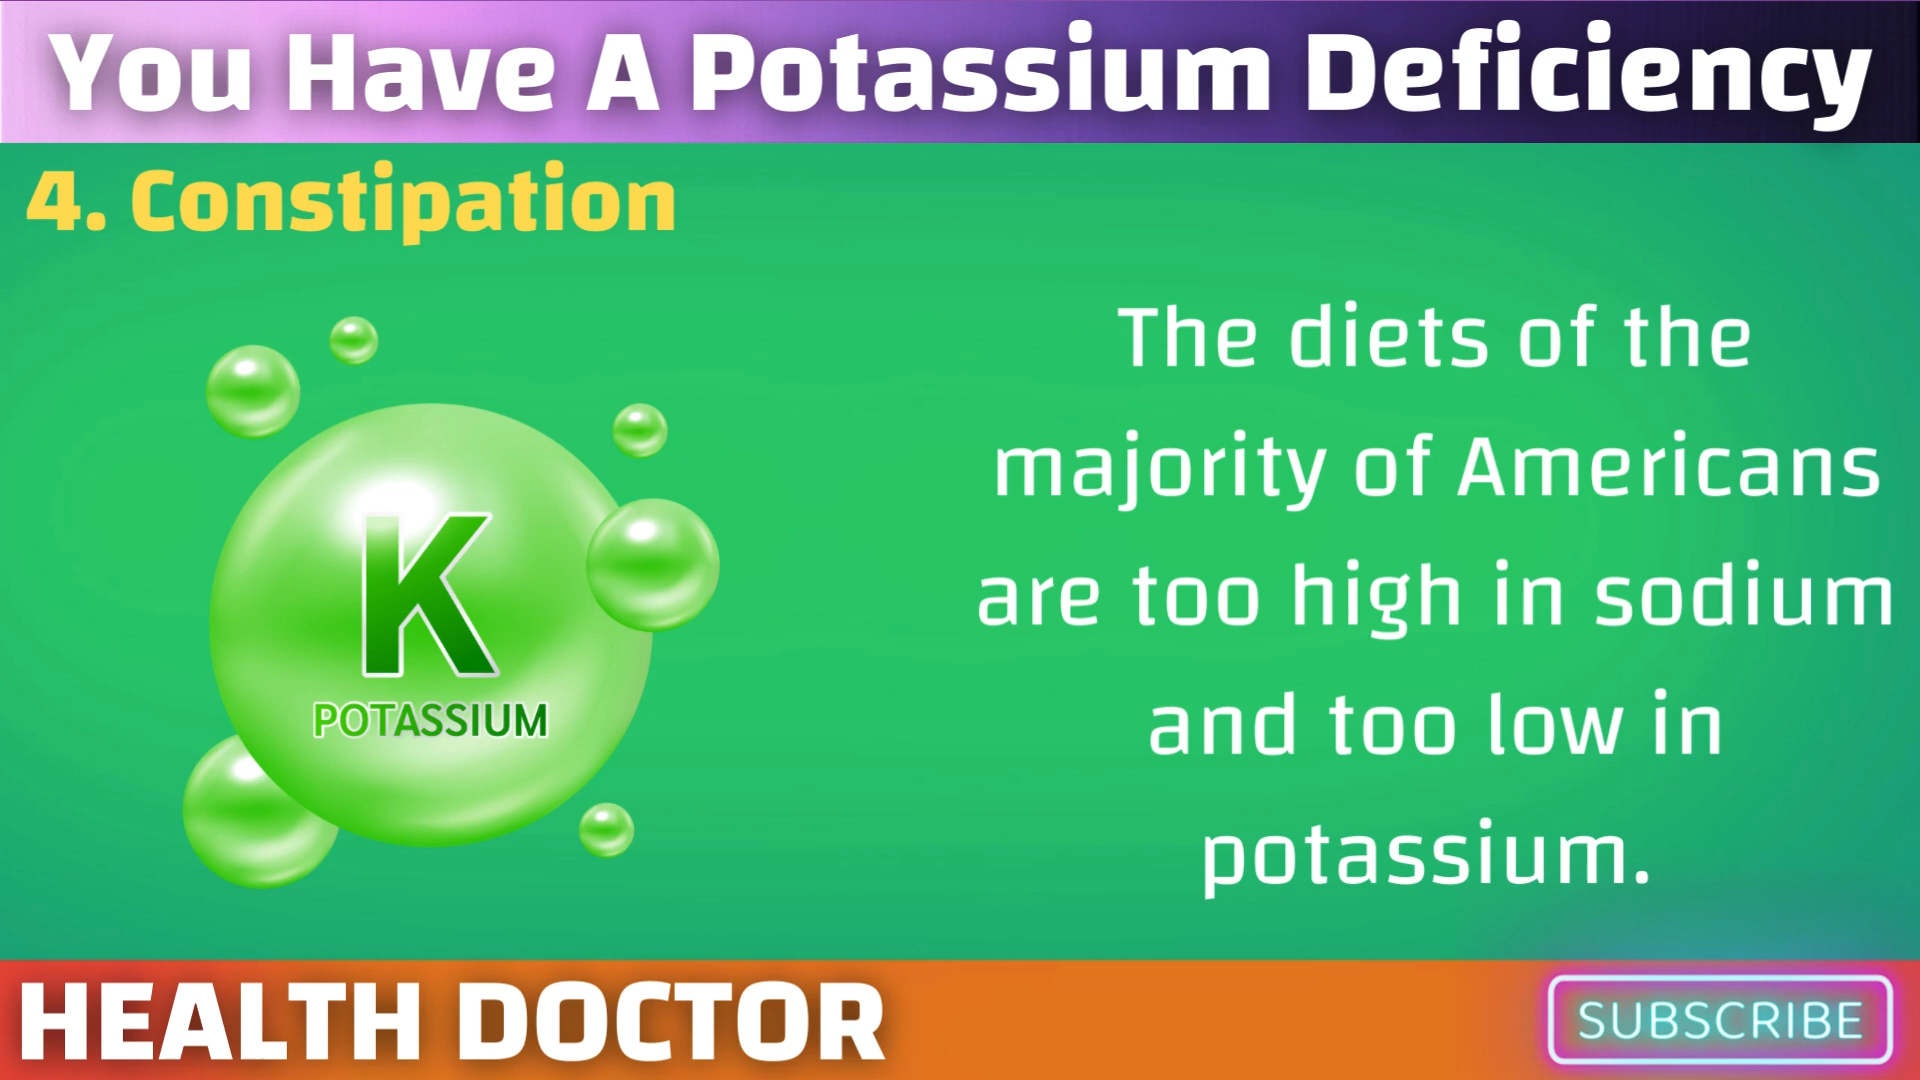 You Have A Potassium Deficiency
4. Constipation
The diets of the
majority of Americans
are too high in sodium
and too low in
potassium.
K
POTASSIUM
HEALTH DOCTOR
SUBSCRIBE